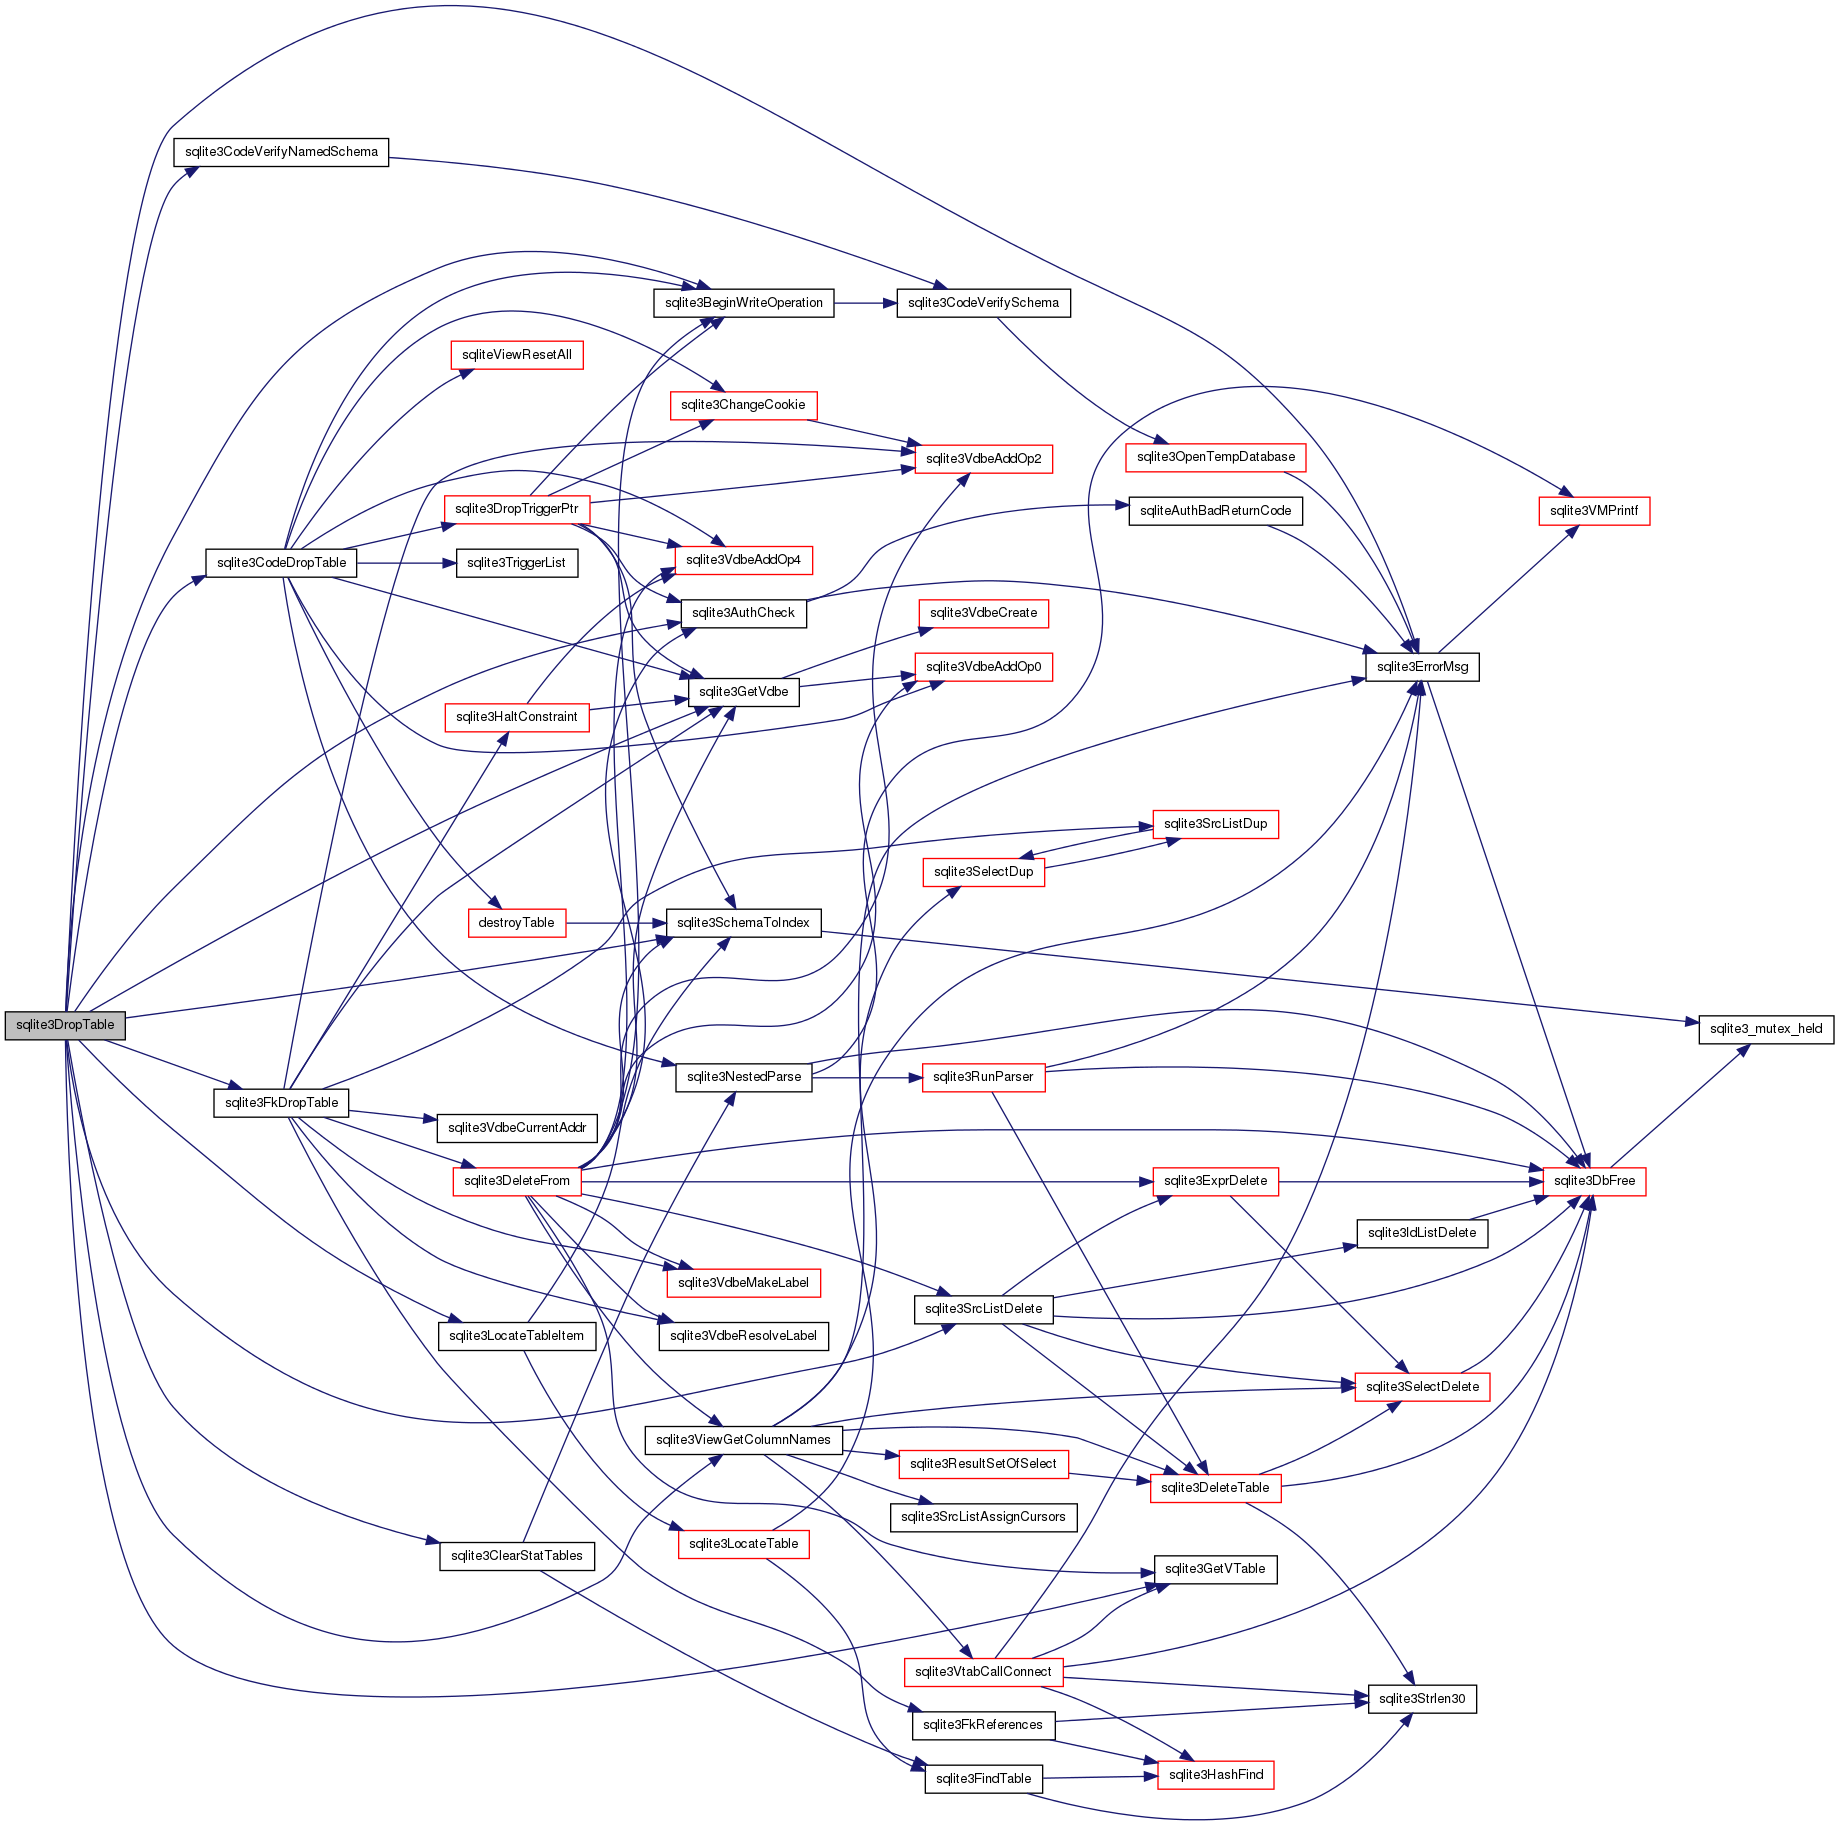 sqlite3DropTable
sqlite3CodeVerifyNamedSchema
sqlite3CodeDropTable
sqlite3FkDropTable
sqliteViewResetAll
sqlite3DropTriggerPtr
sqlite3TriggerList
sqlite3HaltConstraint
destroyTable
sqlite3VdbeCurrentAddr
sqlite3DeleteFrom
sqlite3LocateTableItem
sqlite3ClearStatTables
sqlite3BeginWriteOperation
sqlite3ChangeCookie
sqlite3VdbeAddOp4
sqlite3AuthCheck
sqlite3GetVdbe
sqlite3SchemaToIndex
sqlite3NestedParse
sqlite3VdbeMakeLabel
sqlite3VdbeResolveLabel
sqlite3ViewGetColumnNames
sqlite3LocateTable
sqlite3CodeVerifySchema
sqlite3VdbeAddOp2
sqlite3VdbeCreate
sqlite3VdbeAddOp0
sqlite3SelectDup
sqlite3RunParser
sqlite3SrcListDelete
sqlite3ResultSetOfSelect
sqlite3SrcListAssignCursors
sqlite3VtabCallConnect
sqlite3FkReferences
sqlite3FindTable
sqlite3OpenTempDatabase
sqliteAuthBadReturnCode
sqlite3SrcListDup
sqlite3ExprDelete
sqlite3DeleteTable
sqlite3GetVTable
sqlite3HashFind
sqlite3ErrorMsg
sqlite3IdListDelete
sqlite3SelectDelete
sqlite3Strlen30
sqlite3VMPrintf
sqlite3DbFree
sqlite3_mutex_held